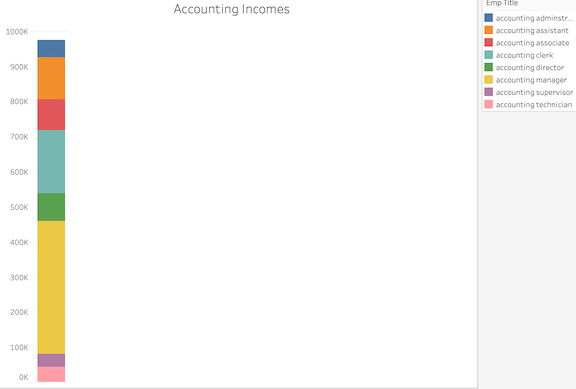 Accounting Incomes
1000K
900K
800K
700K
600K
500K
400K
300K
200K
100K
0K
Emp Title
accounting adminstr..
accounting assistant
accounting associate
accounting clerk
accounting director
accounting manager
accounting supervisor
accounting technician